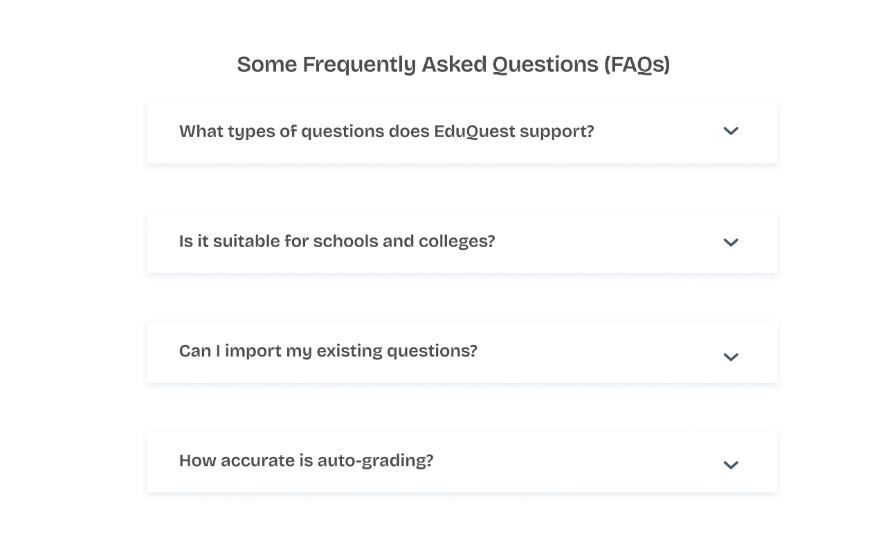 Some Frequently Asked Questions (FAQs)
What types of questions does EduQuest support?
Is it suitable for schools and colleges?
Can I import my existing questions?
How accurate is auto-grading?